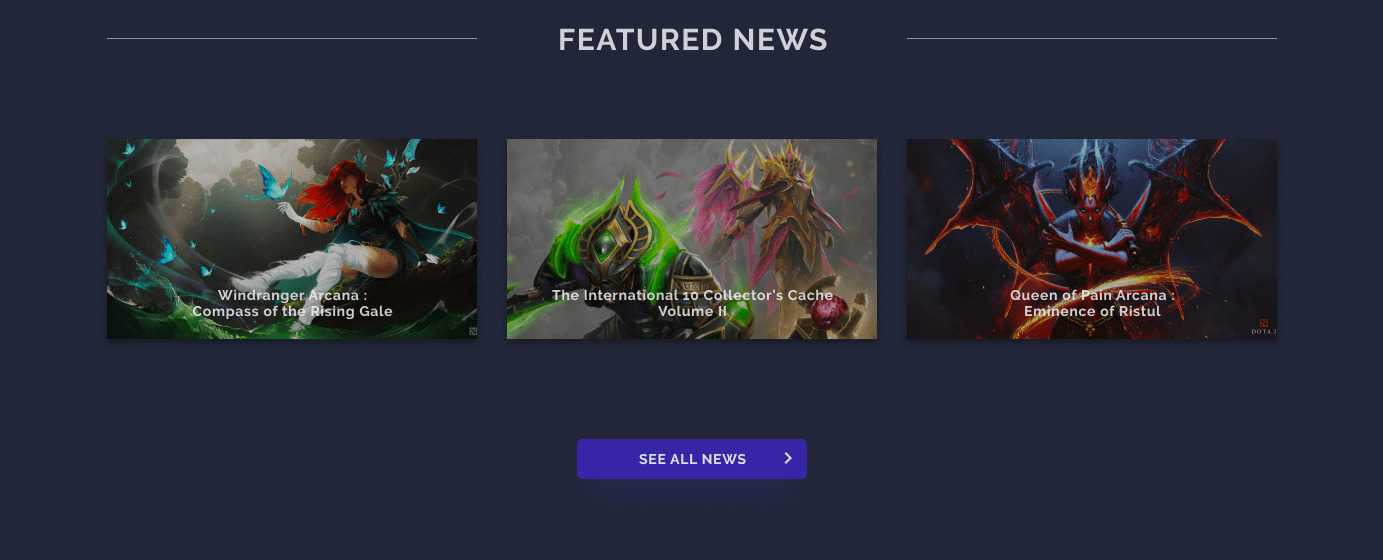 FEATURED NEWS
Windranger Arcana :
Compass of the Rising Gale
The International 10 Collector's Cache
Volume II
Queen of Pain Arcana :
Eminence of Ristul
DOTA 2
SEE ALL NEWS